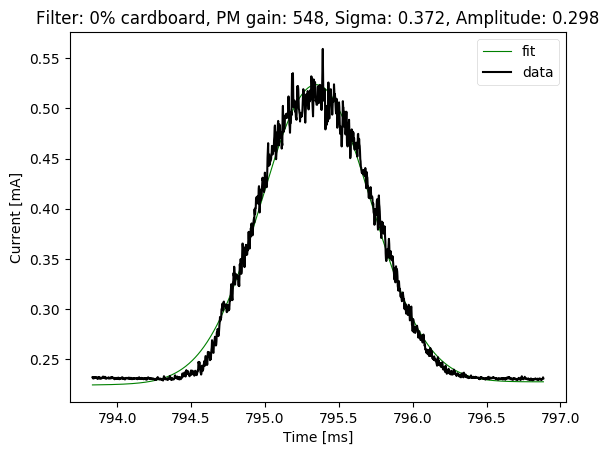 Filter: 0% cardboard, PM gain: 548, Sigma: 0.372, Amplitude: 0.298
fit
data
0.55
0.50
0.45
0.40
0.35
0.30
0.25
Current [mA]
794.0 794.5 795.0 795.5 796.0 796.5 797.0
Time [ms]